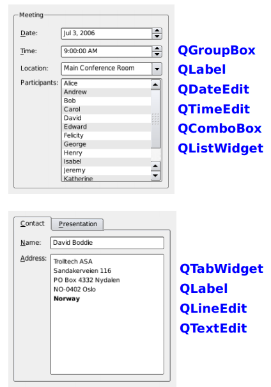 Meeting
Date: Jul 3, 2006
Time: 9:00:00 AM
Location: Main Conference Room
Participants: Alice
Andrew
Bob
Carol
David
Edward
Felicity
George
Henry
Isabel
Jeremy
Katherine
QGroupBox
QLabel
QDateEdit
QTimeEdit
QComboBox
QListWidget
Contact Presentation
Name: David Boddie
Address: Trolltech ASA
Sandakerveien 116
PO Box 4332 Nydalen
NO-0402 Oslo
Norway
QTabWidget
QLabel
QLineEdit
QTextEdit